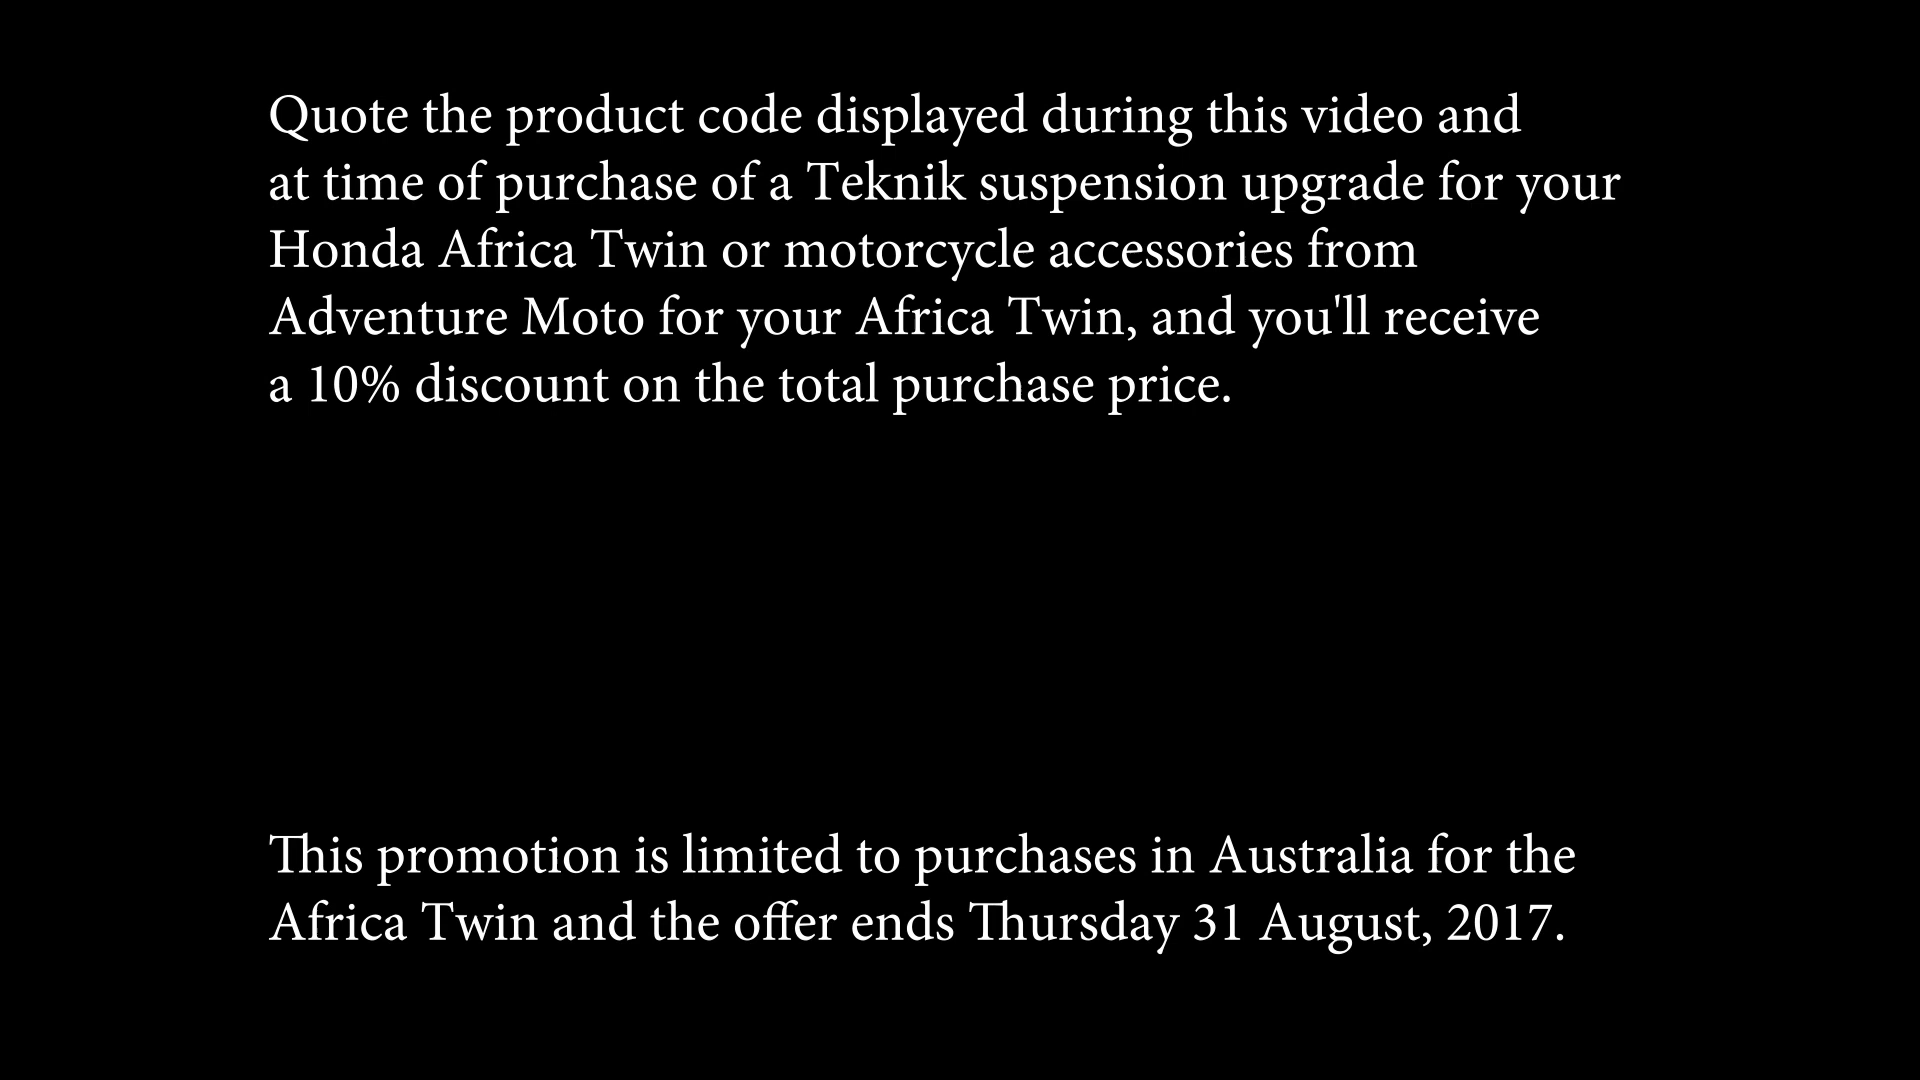 Quote the product code displayed during this video and
at time of purchase of a Teknik suspension upgrade for your
Honda Africa Twin or motorcycle accessories from
Adventure Moto for your Africa Twin, and you'll receive
a 10% discount on the total purchase price.
This promotion is limited to purchases in Australia for the
Africa Twin and the offer ends Thursday 31 August, 2017.